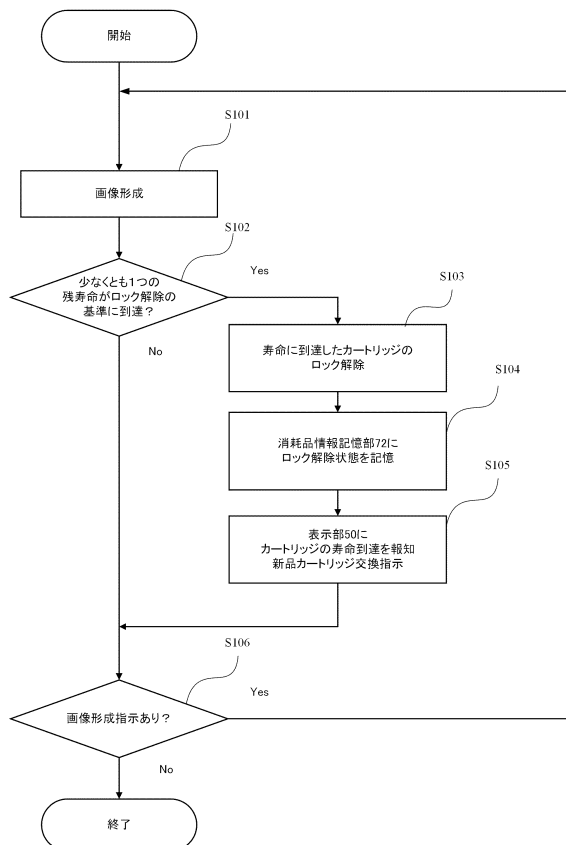 開始
S101
画像形成
S102
少なくとも１つの
残寿命がロック解除の
基準に到達？
Yes
No
S103
寿命に到達したカートリッジの
ロック解除
S104
消耗品情報記憶部72に
ロック解除状態を記憶
S105
表示部50に
カートリッジの寿命到達を報知
新品カートリッジ交換指示
S106
画像形成指示あり？
Yes
No
終了